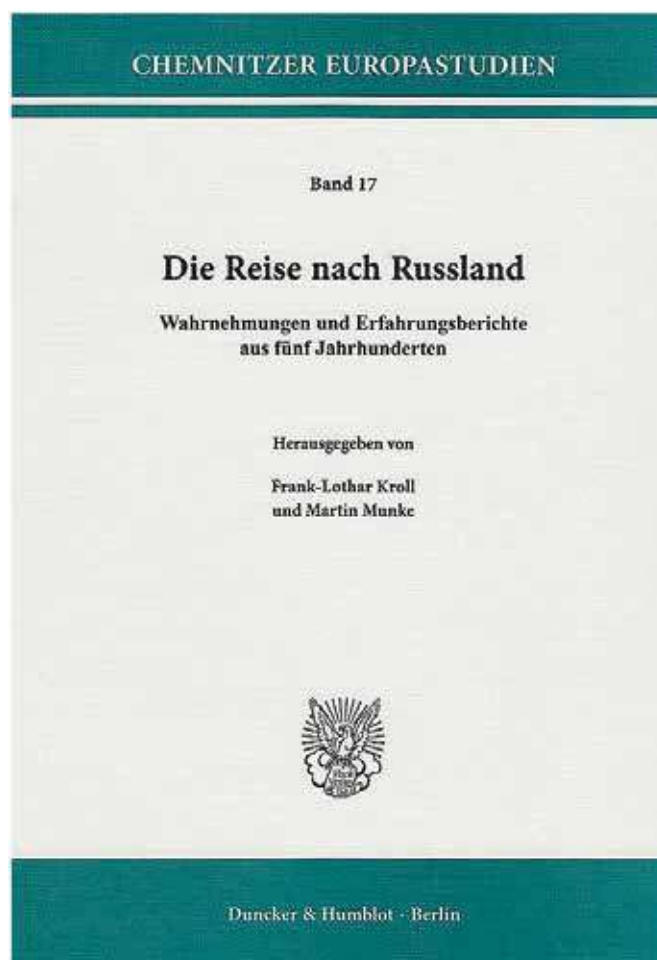 CHEMNITZER EUROPASTUDIEN
Band 17
Die Reise nach Russland
Wahrnehmungen und Erfahrungsberichte
aus fünf Jahrhunderten
Herausgegeben von
Frank-Lothar Kroll
und Martin Munke
Duncker & Humblot · Berlin